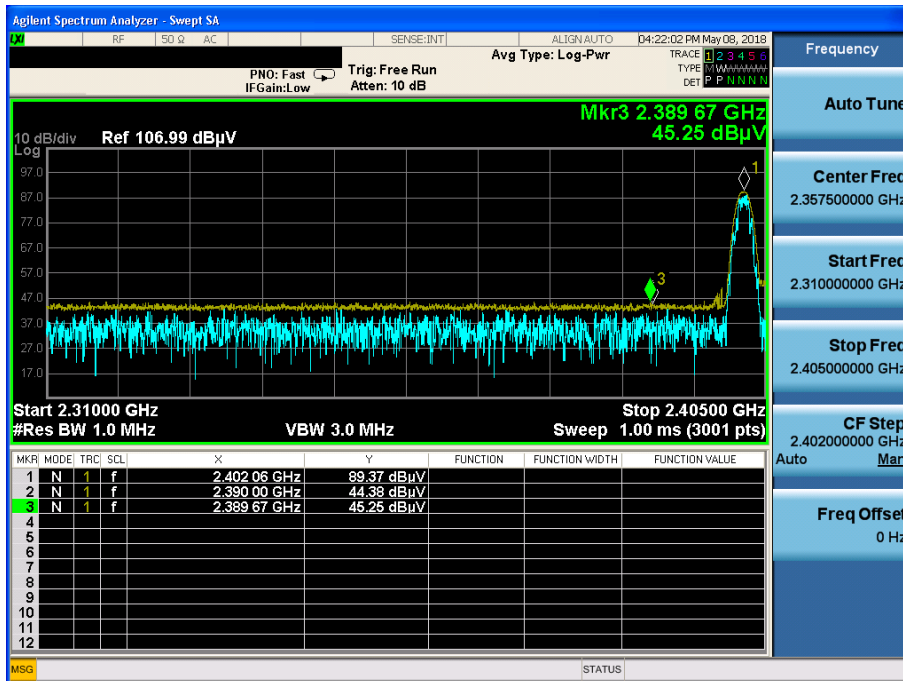 Agilent Spectrum Analyzer - Swept SA
LXI RF 50 Ω AC SENSE:INT ALIGN AUTO 04:22:02 PM May 08, 2018
Avg Type: Log-Pwr
TRACE 1 2 3 4 5 6
PNO: Fast Trig: Free Run
TYPE M W W W W W
IFGain:Low Atten: 10 dB
DET P P N N N N
Mkr3 2.389 67 GHz
45.25 dBµV
10 dB/div Ref 106.99 dBµV
Log
97.0
87.0
77.0
67.0
57.0
47.0
37.0
27.0
17.0
1
3
Start 2.31000 GHz Stop 2.40500 GHz
#Res BW 1.0 MHz VBW 3.0 MHz Sweep 1.00 ms (3001 pts)
MKR MODE TRC SCL X Y FUNCTION FUNCTION WIDTH FUNCTION VALUE
1 N 1 f 2.402 06 GHz 89.37 dBµV
2 N 1 f 2.390 00 GHz 44.38 dBµV
3 N 1 f 2.389 67 GHz 45.25 dBµV
4
5
6
7
8
9
10
11
12
MSG STATUS
Frequency
Auto Tune
Center Freq
2.357500000 GHz
Start Freq
2.310000000 GHz
Stop Freq
2.405000000 GHz
CF Step
2.402000000 GHz
Auto Man
Freq Offset
0 Hz